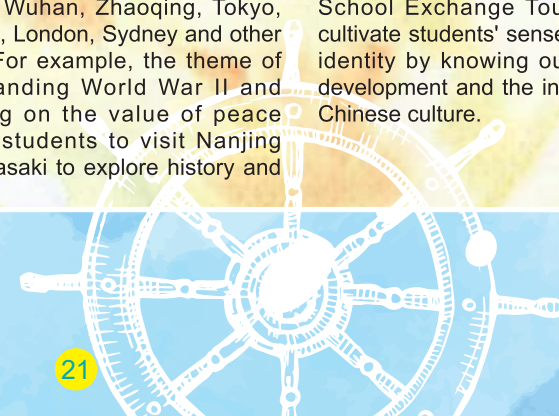 Wuhan, Zhaoqing, Tokyo,
, London, Sydney and other
For example, the theme of
anding World War II and
g on the value of peace
students to visit Nanjing
asaki to explore history and
School Exchange Tou
cultivate students' sense
identity by knowing ou
development and the in
Chinese culture.
21